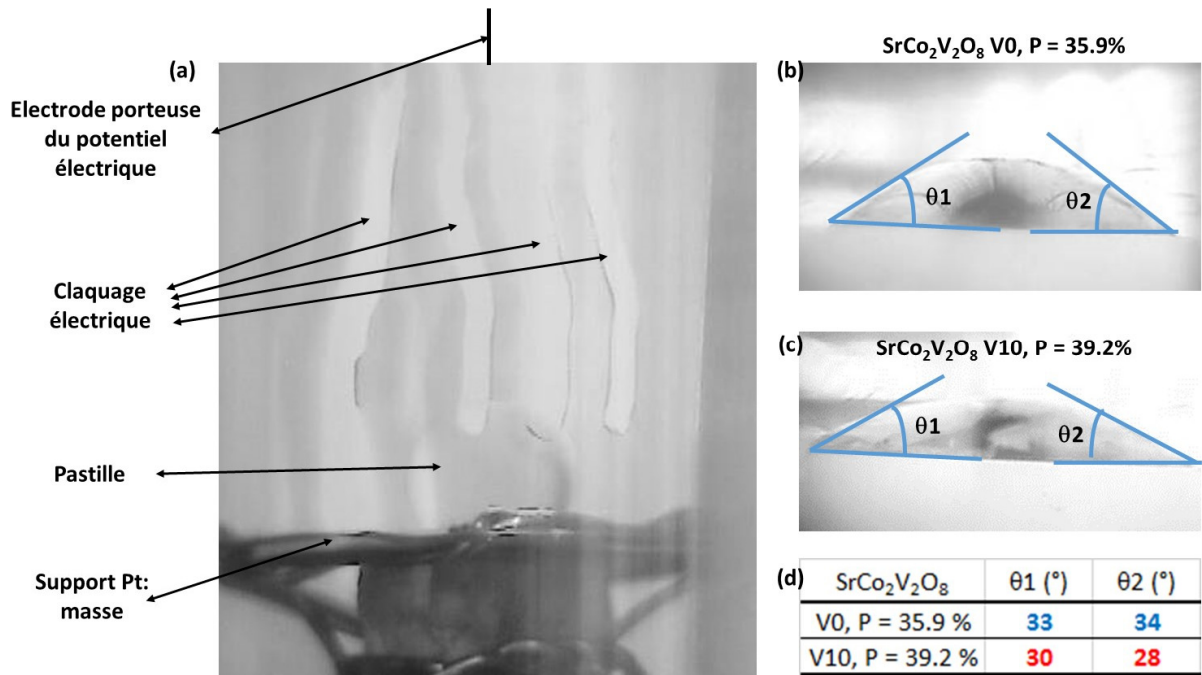 (a)
Electrode porteuse
du potentiel
électrique
Claquage
électrique
Pastille
Support Pt:
masse
(b)
SrCo₂V₂O₈ V0, P = 35.9%
θ1
θ2
(c)
SrCo₂V₂O₈ V10, P = 39.2%
θ1
θ2
(d)
SrCo₂V₂O₈ θ1 (°) θ2 (°)
V0, P = 35.9 % 33 34
V10, P = 39.2 % 30 28